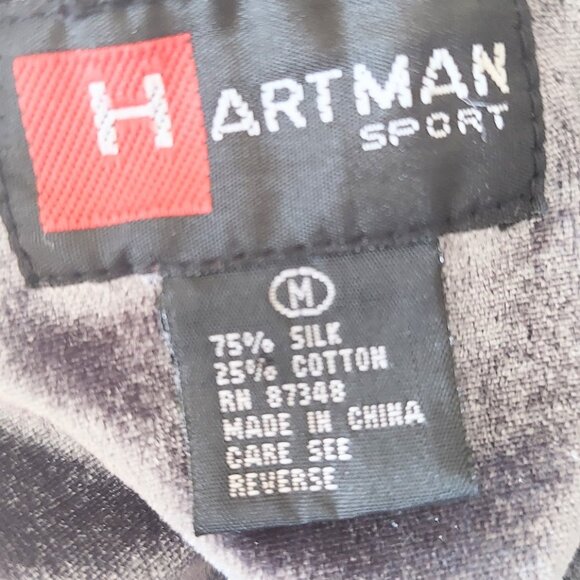 HARTMAN
SPORT
M
75% SILK
25% COTTON
RN 87348
MADE IN CHINA
CARE SEE
REVERSE